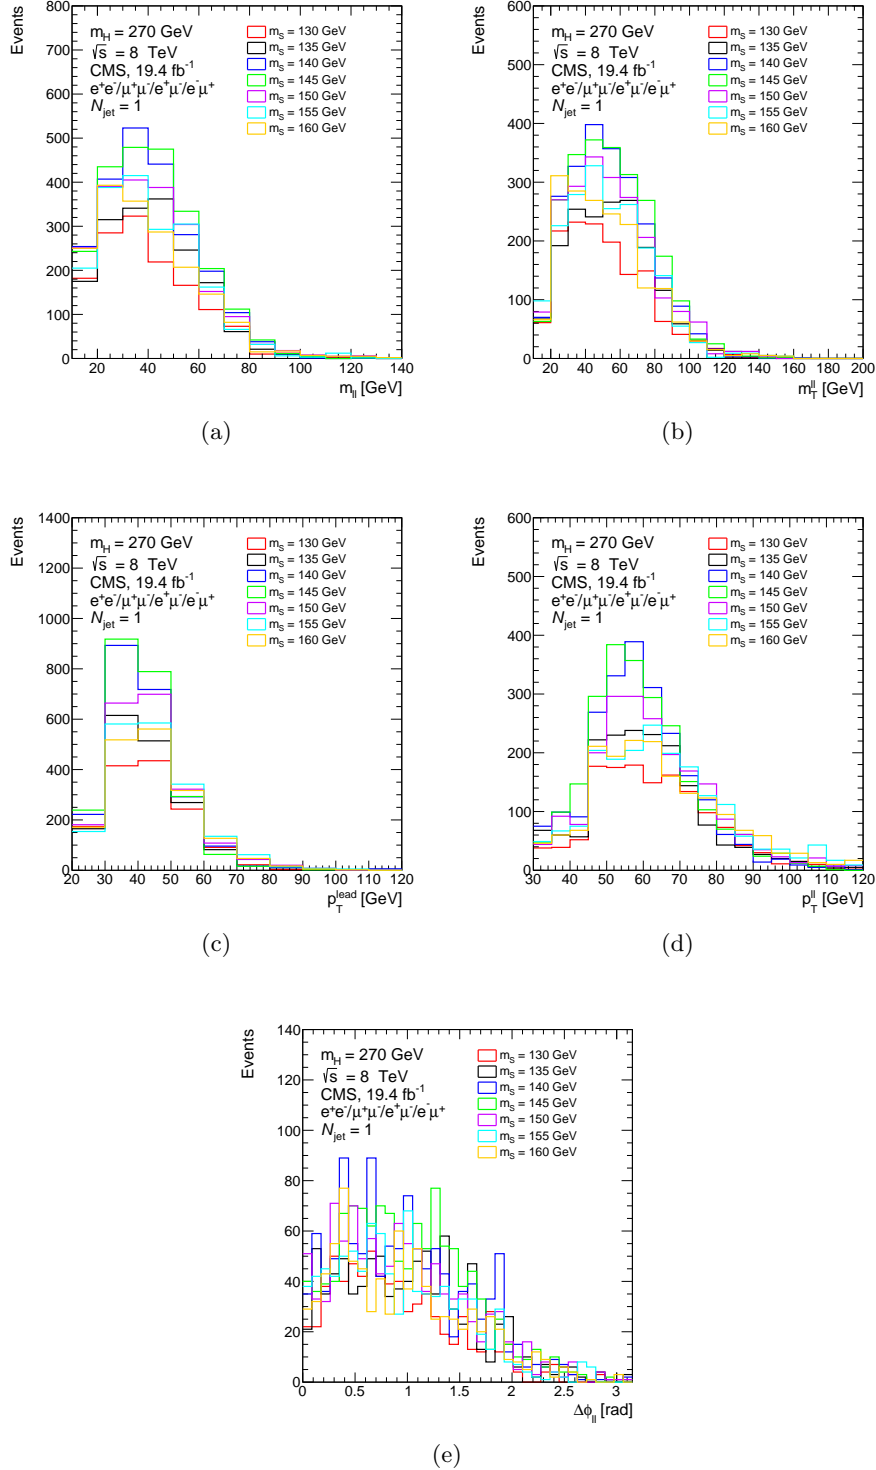 Events
800
700
600
500
400
300
200
100
0
m_H = 270 GeV
√s = 8 TeV
CMS, 19.4 fb⁻¹
e⁺e⁻/μ⁺μ⁻/e⁺μ⁻/e⁻μ⁺
N_jet = 1
m_S = 130 GeV
m_S = 135 GeV
m_S = 140 GeV
m_S = 145 GeV
m_S = 150 GeV
m_S = 155 GeV
m_S = 160 GeV
20 40 60 80 100 120 140
m_ll [GeV]
(a)
Events
600
500
400
300
200
100
0
m_H = 270 GeV
√s = 8 TeV
CMS, 19.4 fb⁻¹
e⁺e⁻/μ⁺μ⁻/e⁺μ⁻/e⁻μ⁺
N_jet = 1
m_S = 130 GeV
m_S = 135 GeV
m_S = 140 GeV
m_S = 145 GeV
m_S = 150 GeV
m_S = 155 GeV
m_S = 160 GeV
20 40 60 80 100 120 140 160 180 200
m_T^ll [GeV]
(b)
Events
1400
1200
1000
800
600
400
200
0
m_H = 270 GeV
√s = 8 TeV
CMS, 19.4 fb⁻¹
e⁺e⁻/μ⁺μ⁻/e⁺μ⁻/e⁻μ⁺
N_jet = 1
m_S = 130 GeV
m_S = 135 GeV
m_S = 140 GeV
m_S = 145 GeV
m_S = 150 GeV
m_S = 155 GeV
m_S = 160 GeV
20 30 40 50 60 70 80 90 100 110 120
p_T^lead [GeV]
(c)
Events
600
500
400
300
200
100
0
m_H = 270 GeV
√s = 8 TeV
CMS, 19.4 fb⁻¹
e⁺e⁻/μ⁺μ⁻/e⁺μ⁻/e⁻μ⁺
N_jet = 1
m_S = 130 GeV
m_S = 135 GeV
m_S = 140 GeV
m_S = 145 GeV
m_S = 150 GeV
m_S = 155 GeV
m_S = 160 GeV
30 40 50 60 70 80 90 100 110 120
p_T^ll [GeV]
(d)
Events
140
120
100
80
60
40
20
0
m_H = 270 GeV
√s = 8 TeV
CMS, 19.4 fb⁻¹
e⁺e⁻/μ⁺μ⁻/e⁺μ⁻/e⁻μ⁺
N_jet = 1
m_S = 130 GeV
m_S = 135 GeV
m_S = 140 GeV
m_S = 145 GeV
m_S = 150 GeV
m_S = 155 GeV
m_S = 160 GeV
0 0.5 1 1.5 2 2.5 3
Δϕ_ll [rad]
(e)